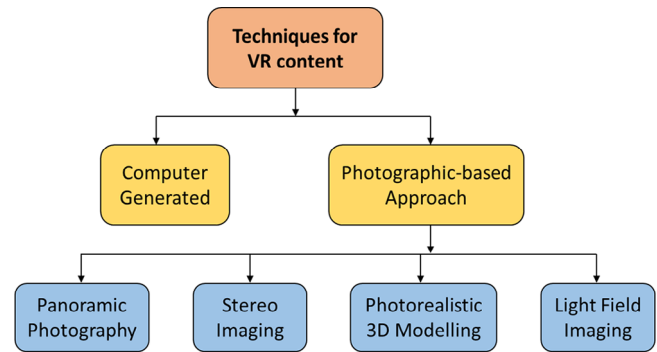 Techniques for
VR content
Computer
Generated
Photographic-based
Approach
Panoramic
Photography
Stereo
Imaging
Photorealistic
3D Modelling
Light Field
Imaging